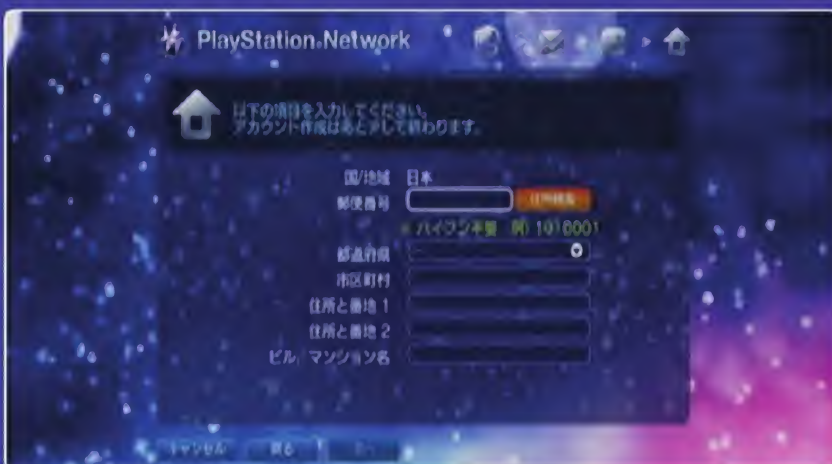 PlayStation®Network
以下の項目を入力してください。
アカウント作成はあと少しで終わります。
国/地域 日本
郵便番号 住所検索
※ ハイフン不要 例) 1010001
都道府県
市区町村
住所と番地 1
住所と番地 2
ビル/マンション名
キャンセル 戻る